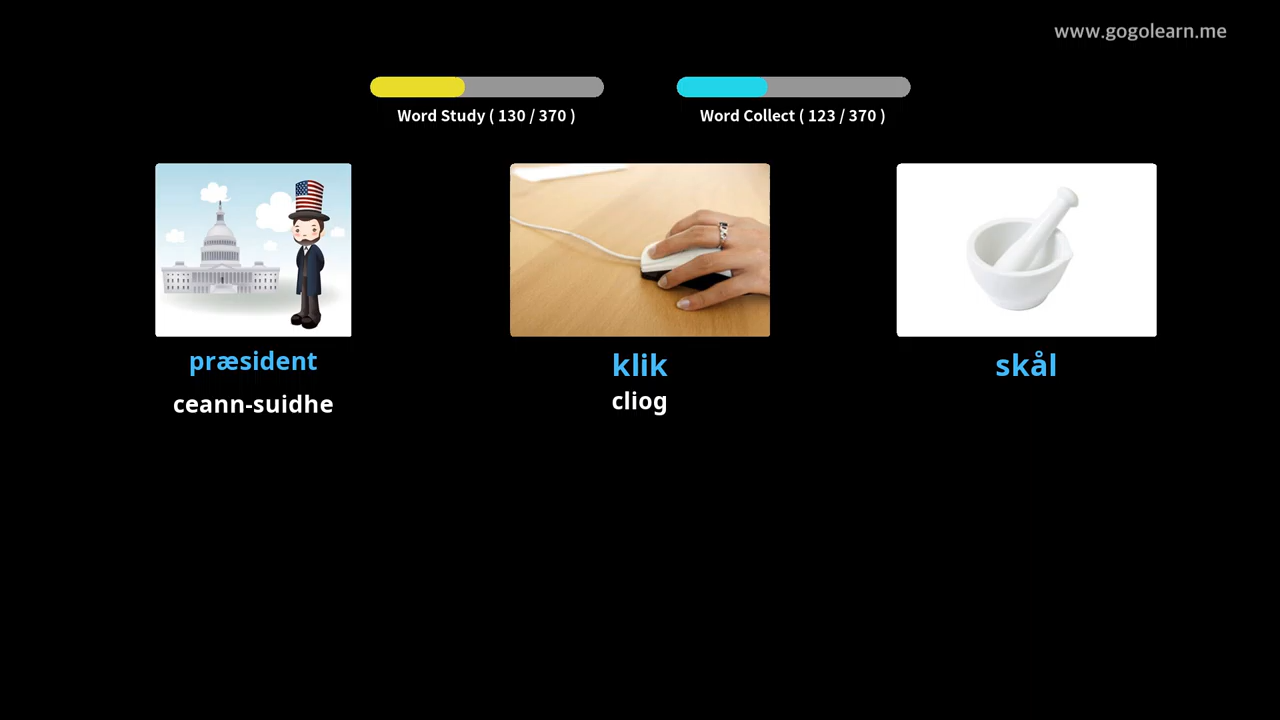 www.gogolearn.me
Word Study ( 130 / 370 )
Word Collect ( 123 / 370 )
præsident
klik
skål
ceann-suidhe
cliog